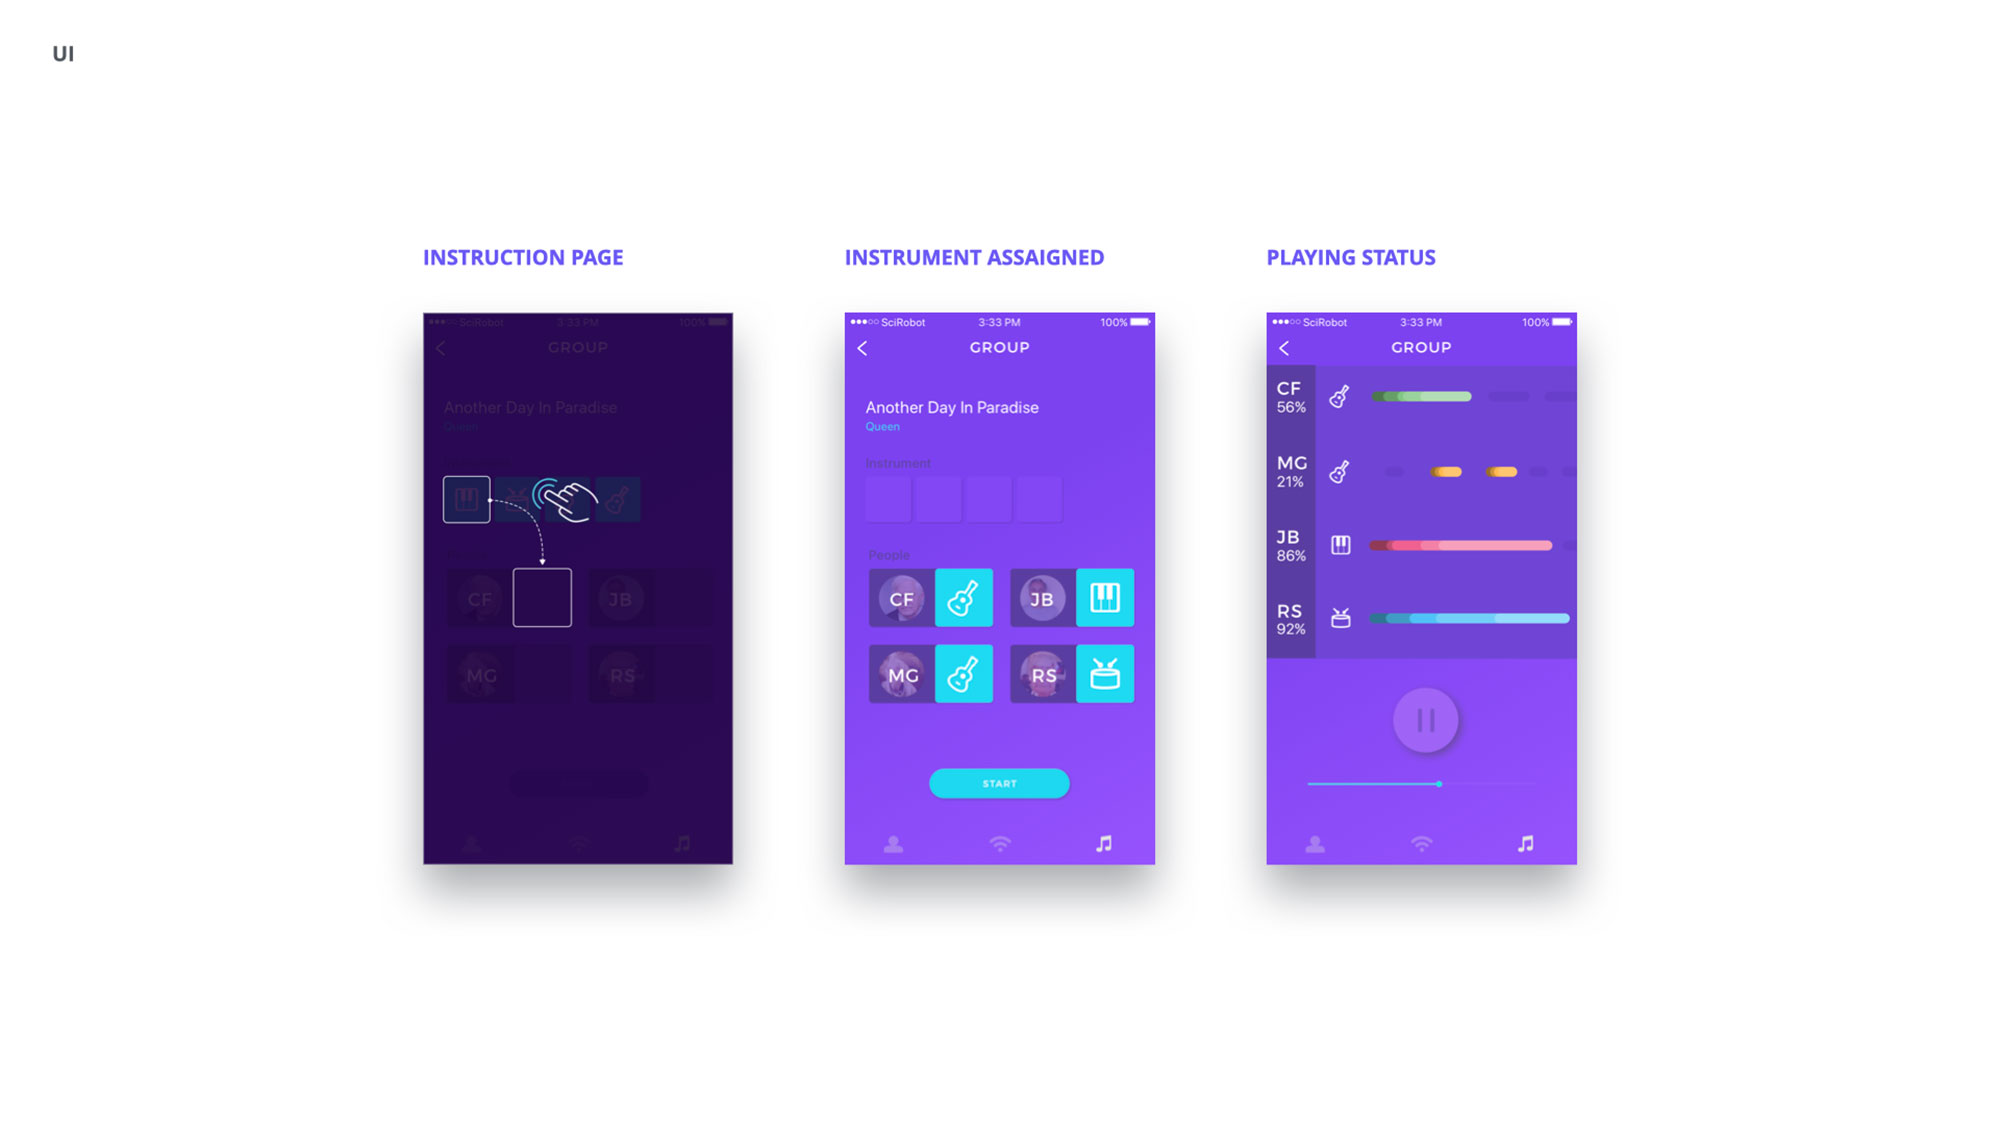 UI
INSTRUCTION PAGE
SciRobot 3:33 PM 100%
GROUP
Another Day In Paradise
Queen
People
CF
JB
MG
RS
INSTRUMENT ASSAIGNED
SciRobot 3:33 PM 100%
GROUP
Another Day In Paradise
Queen
Instrument
People
CF
JB
MG
RS
START
PLAYING STATUS
SciRobot 3:33 PM 100%
GROUP
CF
56%
MG
21%
JB
86%
RS
92%